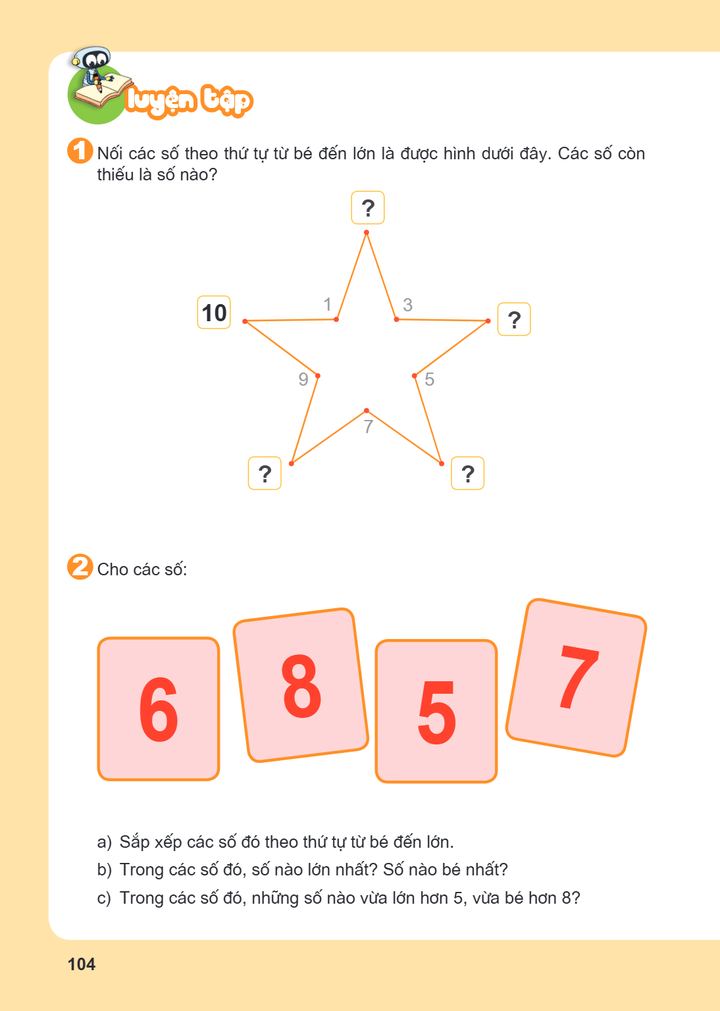 luyện tập
1 Nối các số theo thứ tự từ bé đến lớn là được hình dưới đây. Các số còn
thiếu là số nào?
?
1 3
10 ?
9 5
7
? ?
2 Cho các số:
6 8 5 7
a) Sắp xếp các số đó theo thứ tự từ bé đến lớn.
b) Trong các số đó, số nào lớn nhất? Số nào bé nhất?
c) Trong các số đó, những số nào vừa lớn hơn 5, vừa bé hơn 8?
104